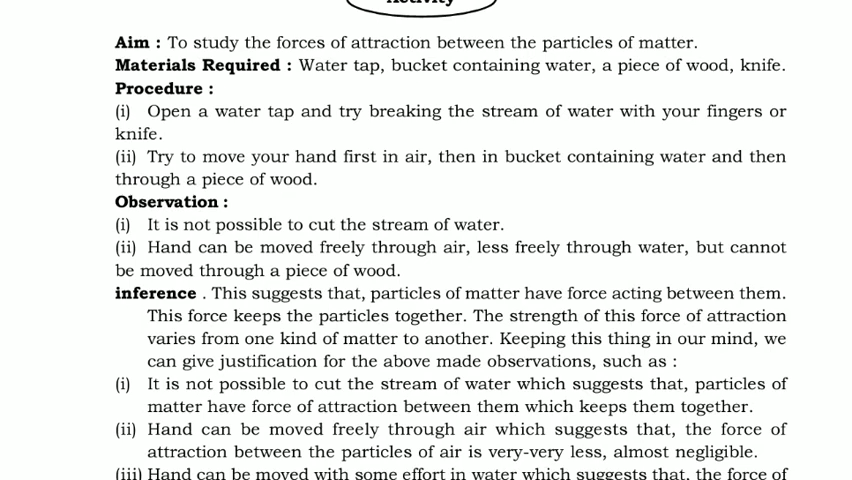 Activity
Aim : To study the forces of attraction between the particles of matter.
Materials Required : Water tap, bucket containing water, a piece of wood, knife.
Procedure :
(i) Open a water tap and try breaking the stream of water with your fingers or
knife.
(ii) Try to move your hand first in air, then in bucket containing water and then
through a piece of wood.
Observation :
(i) It is not possible to cut the stream of water.
(ii) Hand can be moved freely through air, less freely through water, but cannot
be moved through a piece of wood.
inference . This suggests that, particles of matter have force acting between them.
This force keeps the particles together. The strength of this force of attraction
varies from one kind of matter to another. Keeping this thing in our mind, we
can give justification for the above made observations, such as :
(i) It is not possible to cut the stream of water which suggests that, particles of
matter have force of attraction between them which keeps them together.
(ii) Hand can be moved freely through air which suggests that, the force of
attraction between the particles of air is very-very less, almost negligible.
(iii) Hand can be moved with some effort in water which suggests that, the force of